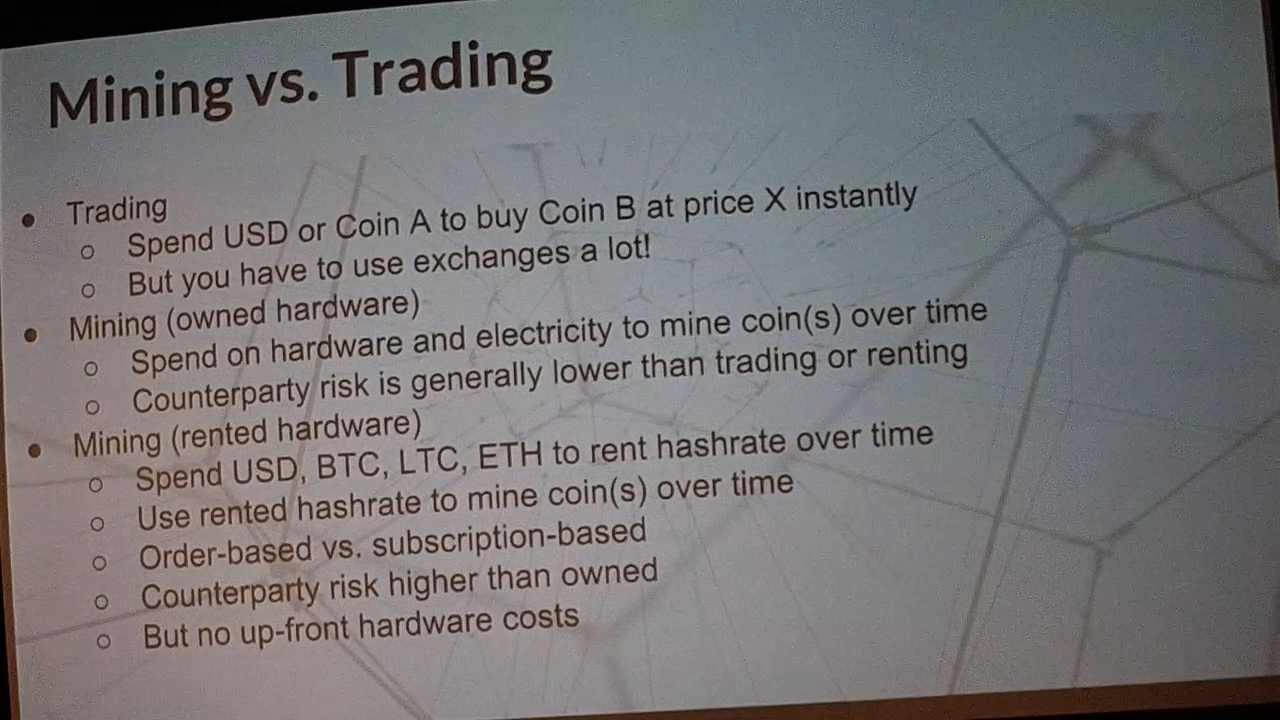 Mining vs. Trading
● Trading
○ Spend USD or Coin A to buy Coin B at price X instantly
○ But you have to use exchanges a lot!
● Mining (owned hardware)
○ Spend on hardware and electricity to mine coin(s) over time
○ Counterparty risk is generally lower than trading or renting
● Mining (rented hardware)
○ Spend USD, BTC, LTC, ETH to rent hashrate over time
○ Use rented hashrate to mine coin(s) over time
○ Order-based vs. subscription-based
○ Counterparty risk higher than owned
○ But no up-front hardware costs